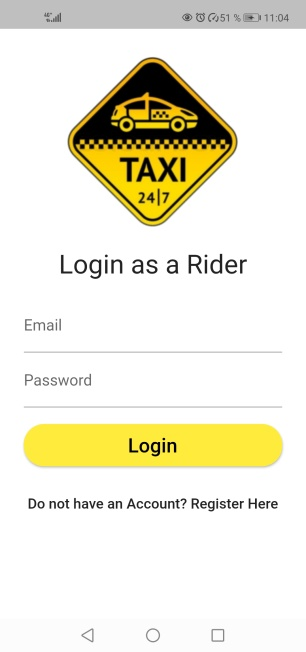 51 % 11:04
TAXI
24|7
Login as a Rider
Email
Password
Login
Do not have an Account? Register Here